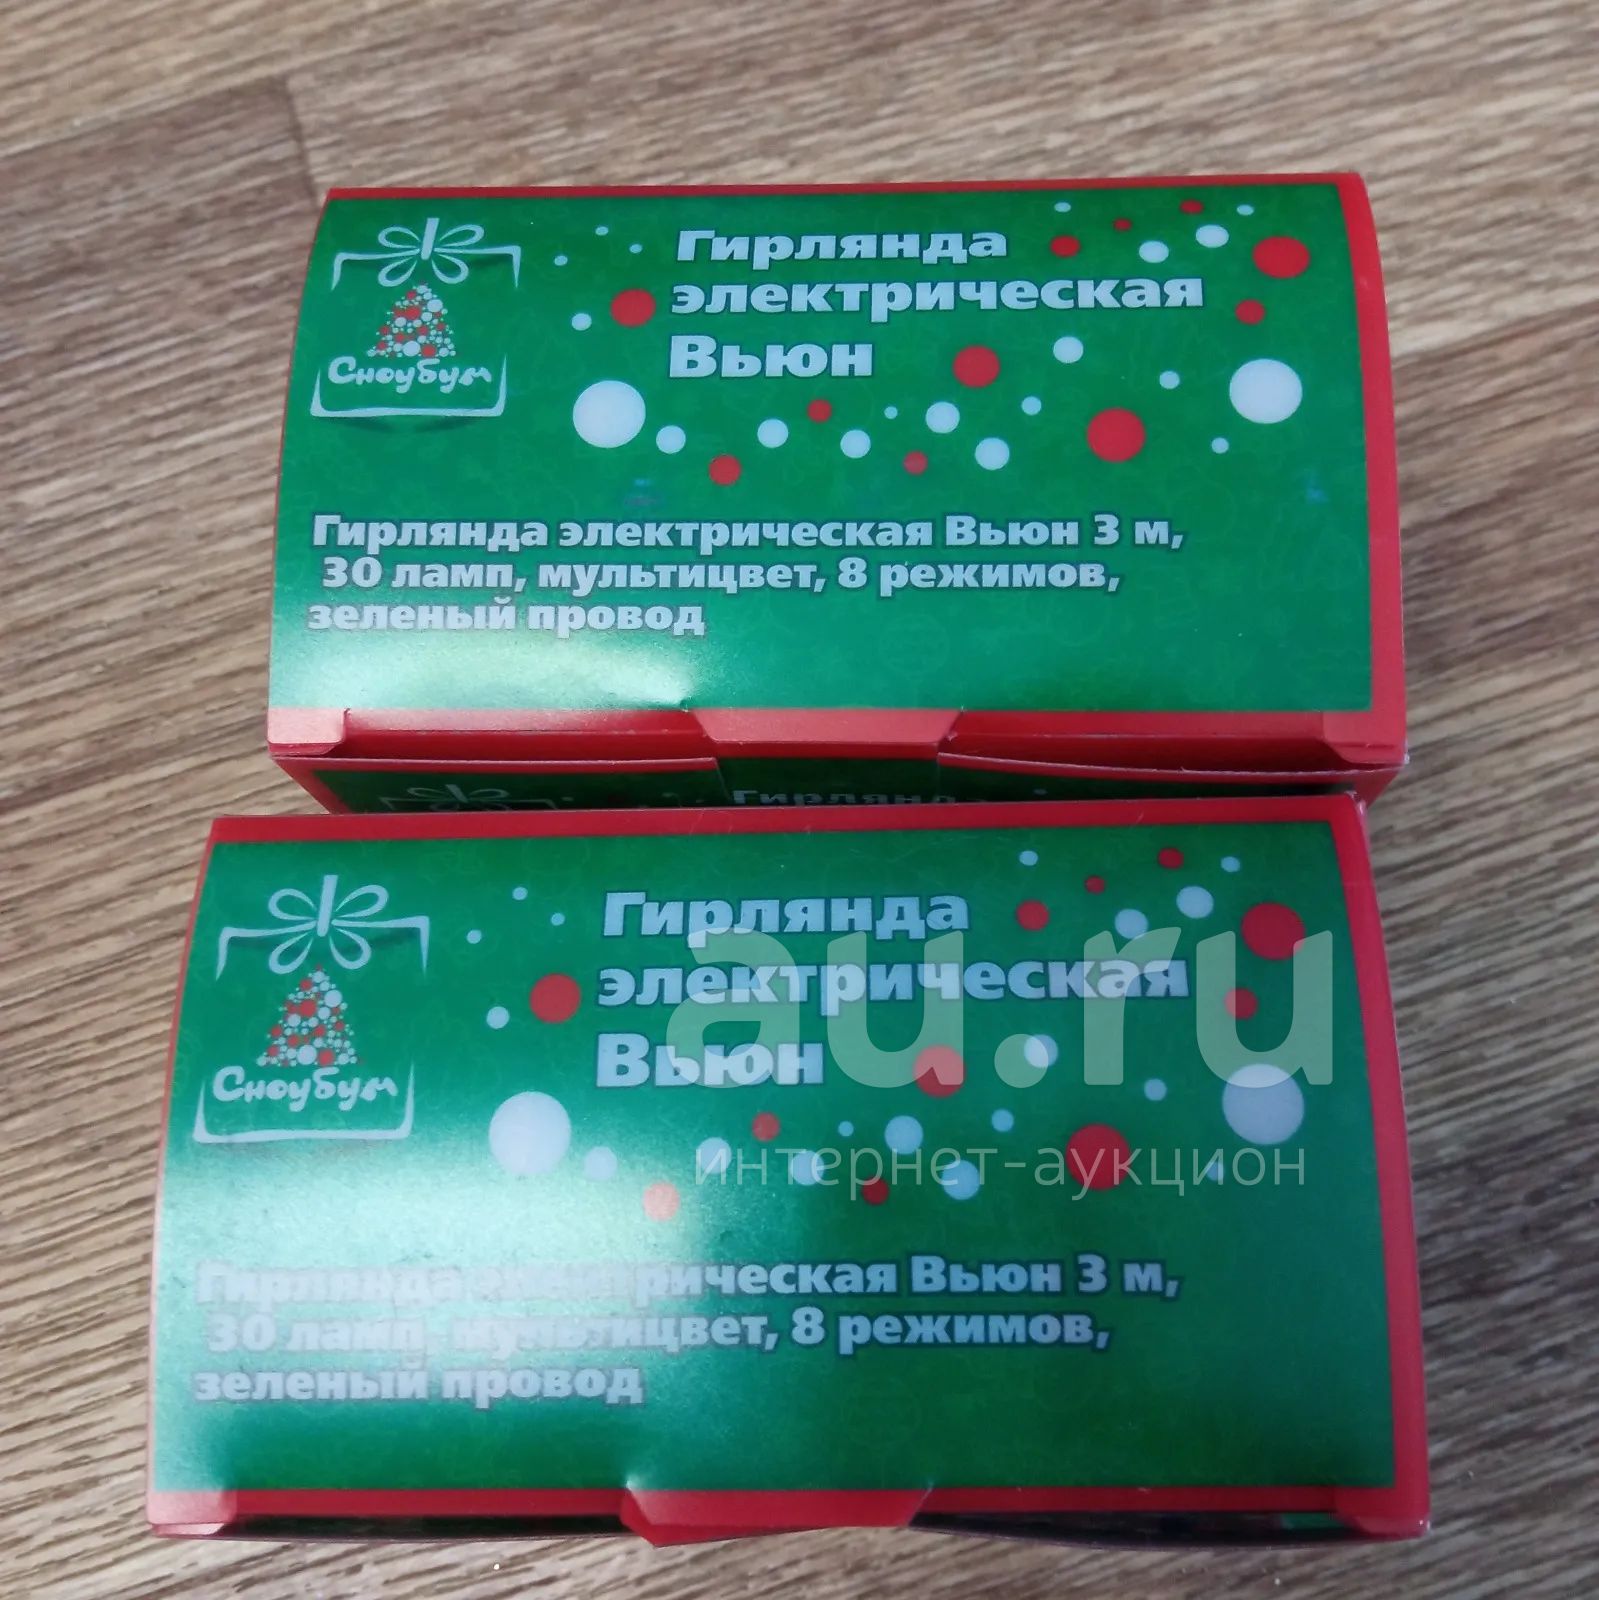 Гирлянда
электрическая
Вьюн
Сноубум
Гирлянда электрическая Вьюн 3 м,
30 ламп, мультицвет, 8 режимов,
зеленый провод
Гирлянд
Гирлянда
электрическая
Вьюн
Сноубум
au.ru
интернет-аукцион
Гирлянда электрическая Вьюн 3 м,
30 ламп, мультицвет, 8 режимов,
зеленый провод